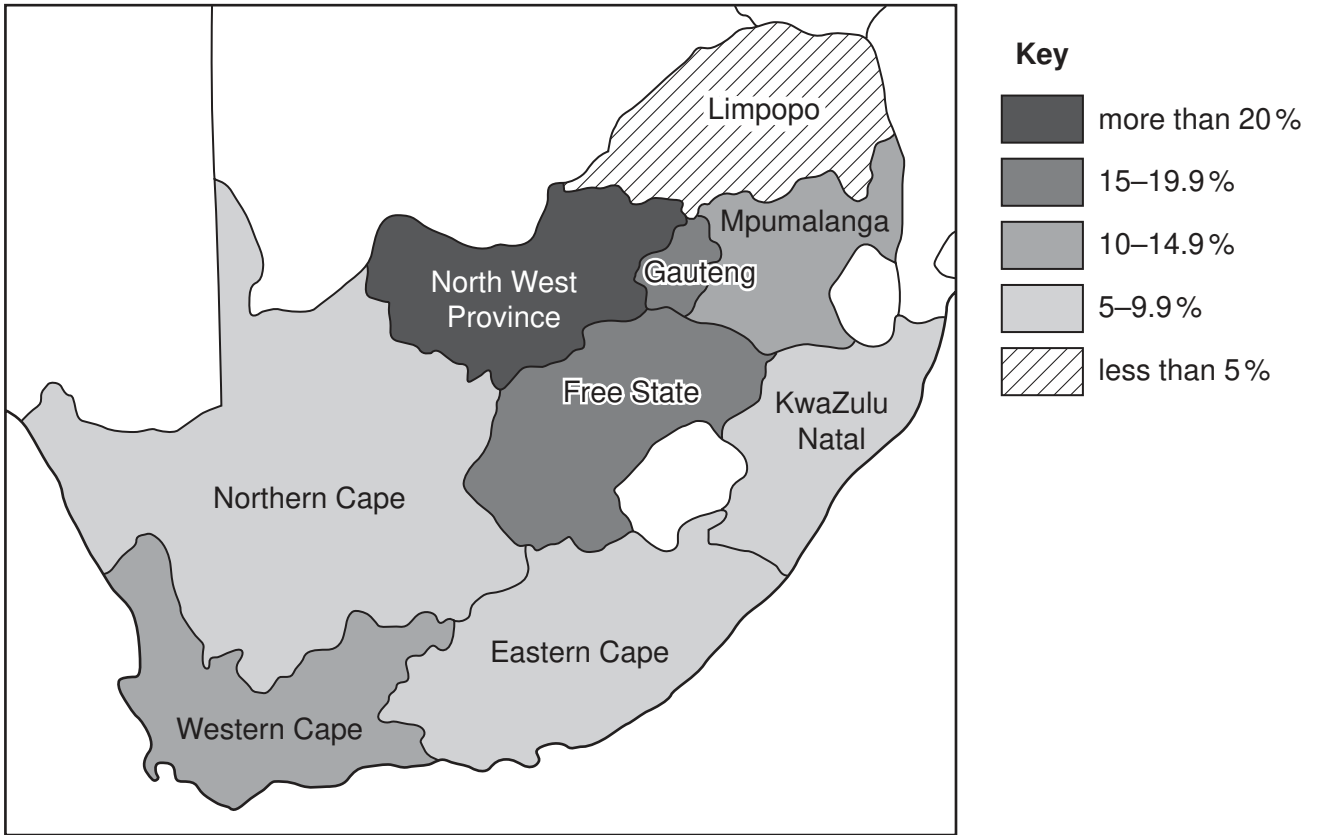 Key
more than 20 %
15–19.9 %
10–14.9 %
5–9.9 %
less than 5 %
Limpopo
Mpumalanga
North West
Province
Gauteng
Free State
KwaZulu
Natal
Northern Cape
Eastern Cape
Western Cape